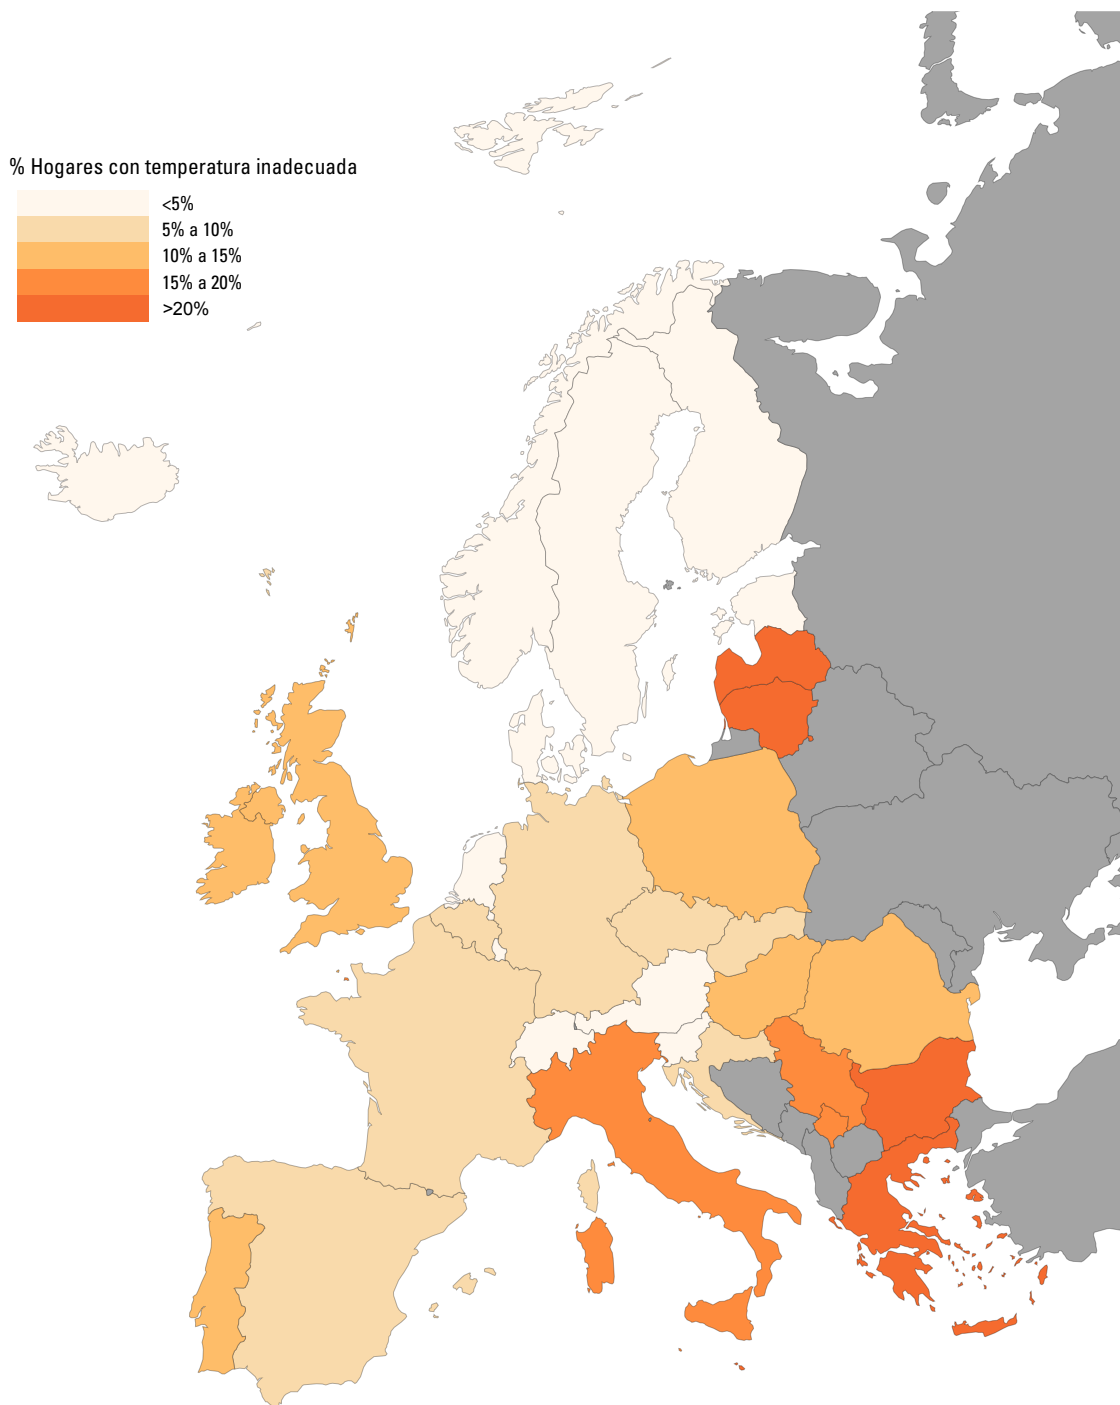 % Hogares con temperatura inadecuada
<5%
5% a 10%
10% a 15%
15% a 20%
>20%